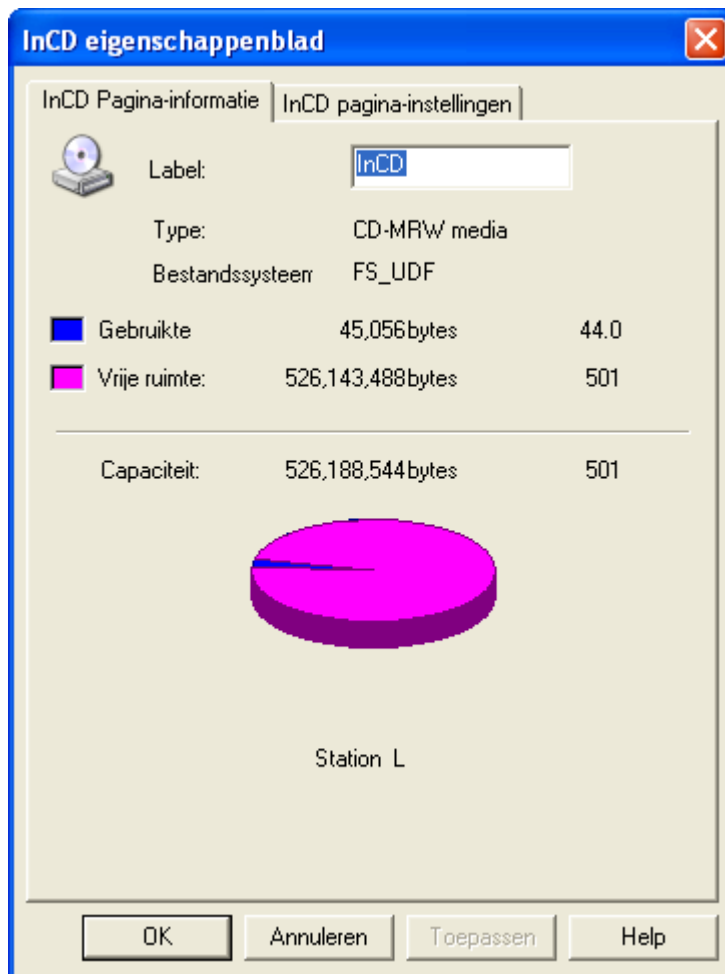 InCD eigenschappenblad
InCD Pagina-informatie InCD pagina-instellingen
Label: InCD
Type: CD-MRW media
Bestandssysteem FS_UDF
Gebruikte 45,056bytes 44.0
Vrije ruimte: 526,143,488bytes 501
Capaciteit: 526,188,544bytes 501
Station L
OK Annuleren Toepassen Help